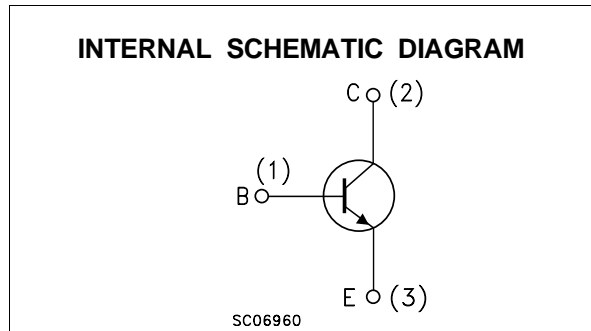 INTERNAL SCHEMATIC DIAGRAM
C (2)
(1)
B
E (3)
SC06960